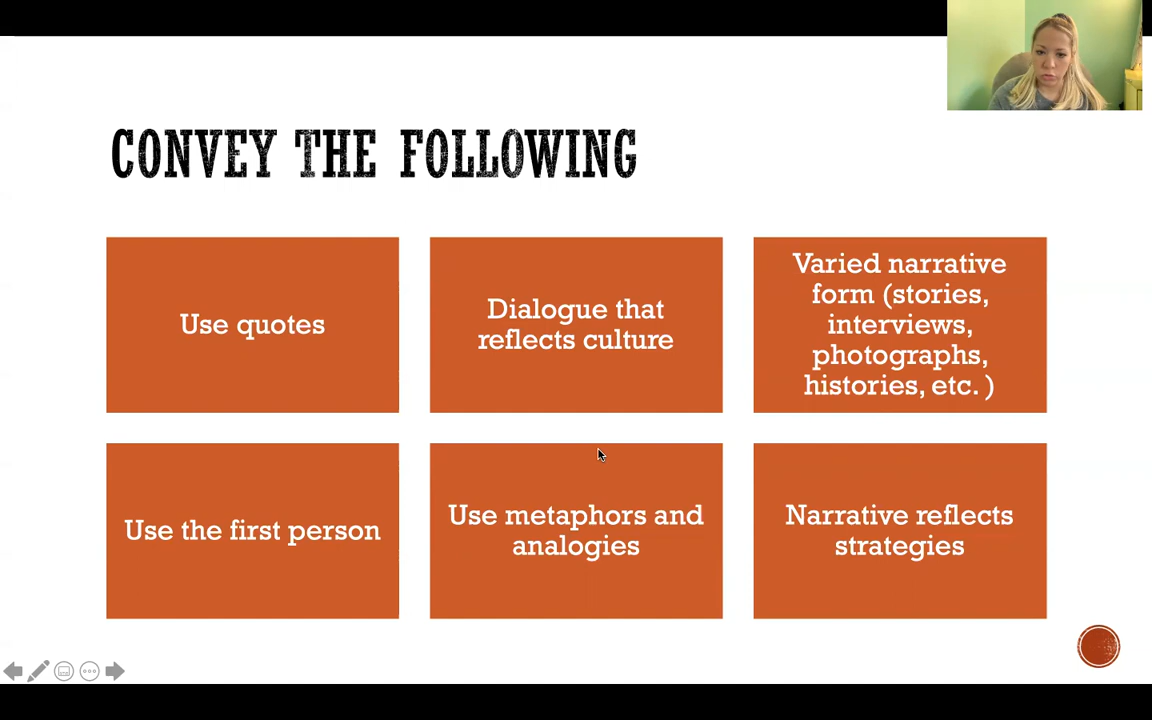 CONVEY THE FOLLOWING
Use quotes
Dialogue that
reflects culture
Varied narrative
form (stories,
interviews,
photographs,
histories, etc. )
Use the first person
Use metaphors and
analogies
Narrative reflects
strategies